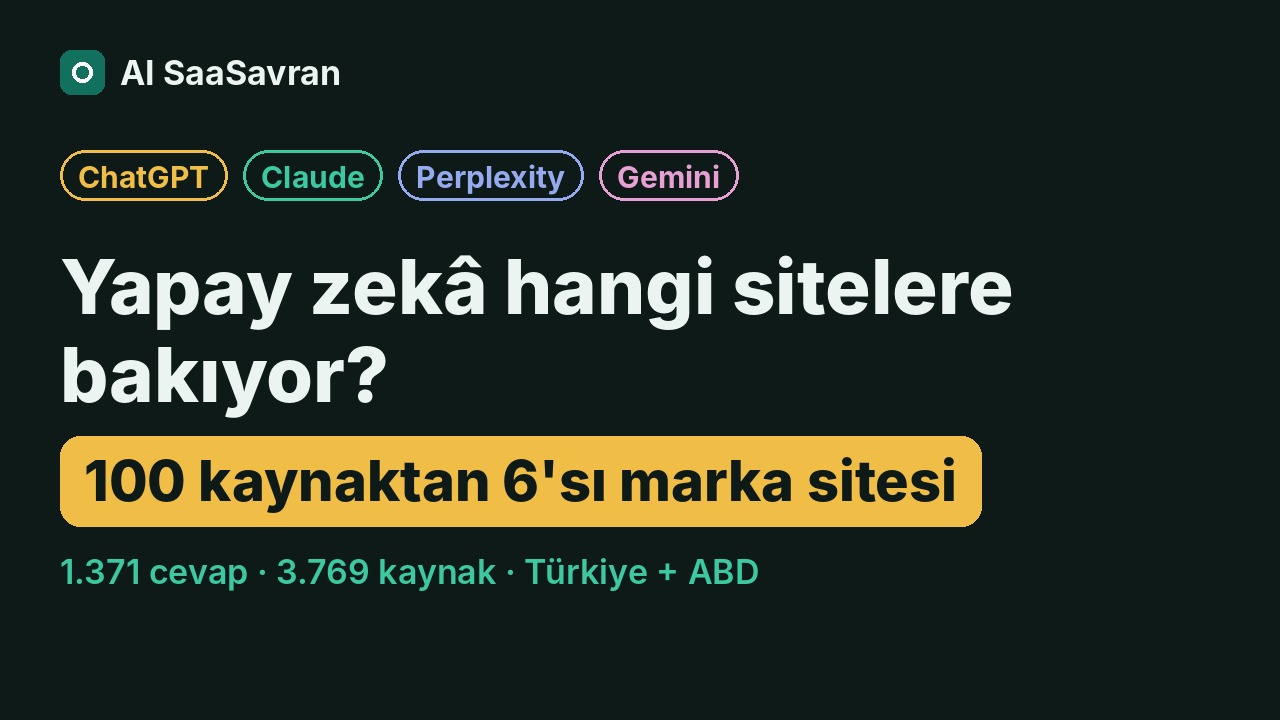 AI SaaSavran
ChatGPT Claude Perplexity Gemini
Yapay zekâ hangi sitelere
bakıyor?
100 kaynaktan 6'sı marka sitesi
1.371 cevap · 3.769 kaynak · Türkiye + ABD